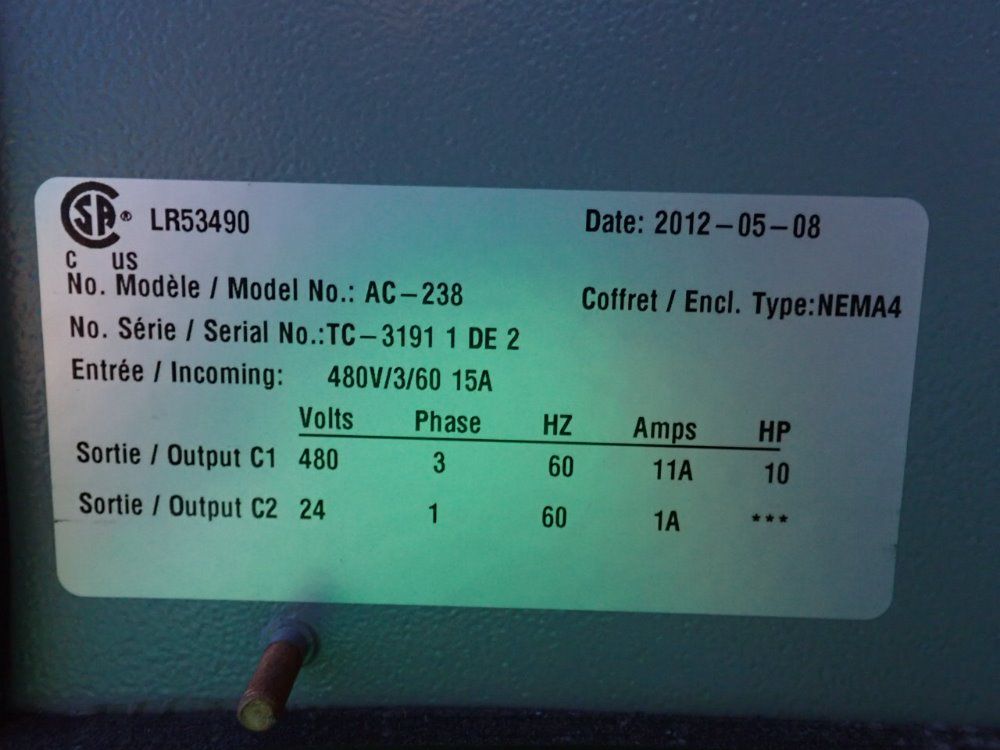 CSA® LR53490 Date: 2012-05-08
C US
No. Modèle / Model No.: AC-238 Coffret / Encl. Type:NEMA4
No. Série / Serial No.:TC-3191 1 DE 2
Entrée / Incoming: 480V/3/60 15A
Volts Phase HZ Amps HP
Sortie / Output C1 480 3 60 11A 10
Sortie / Output C2 24 1 60 1A ***